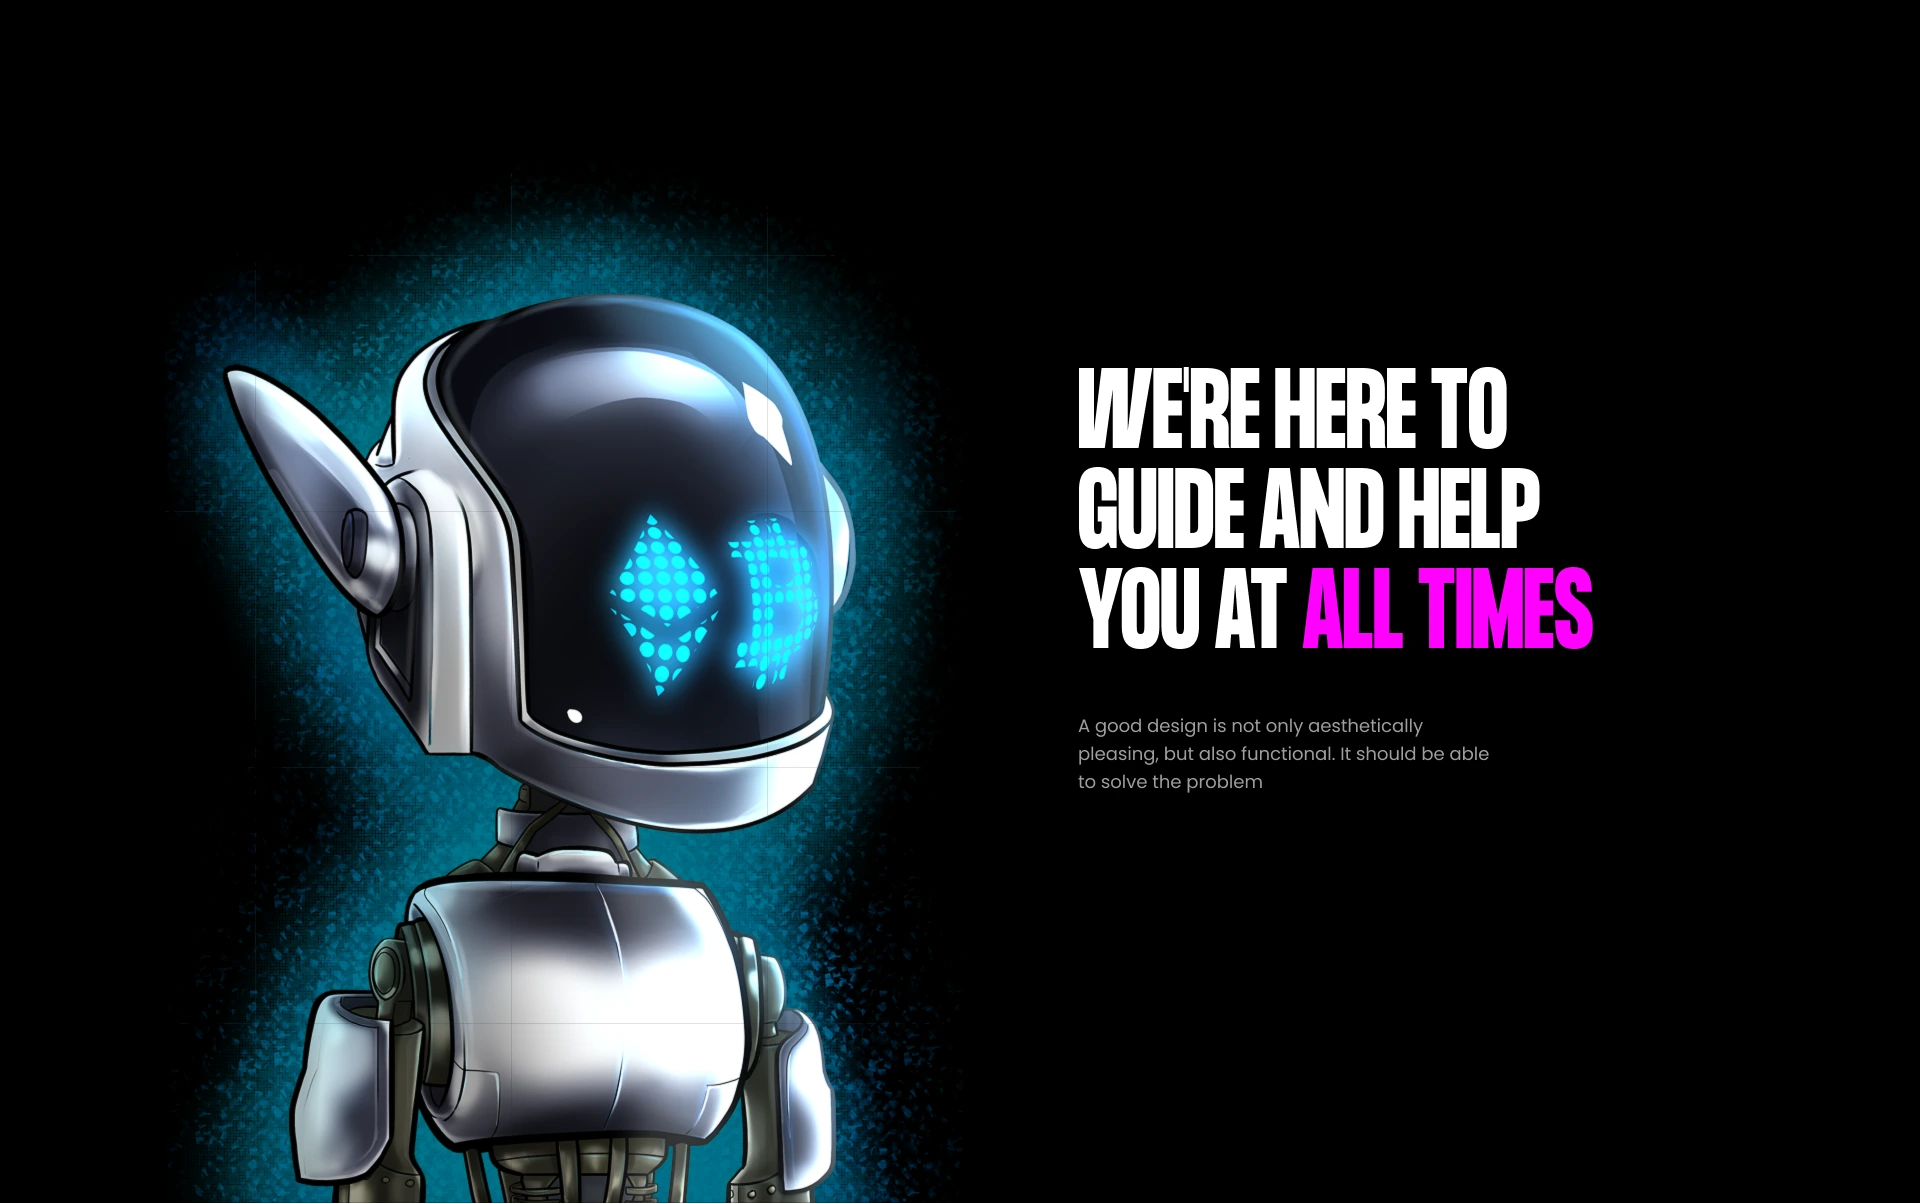 WE'RE HERE TO
GUIDE AND HELP
YOU AT ALL TIMES
A good design is not only aesthetically
pleasing, but also functional. It should be able
to solve the problem